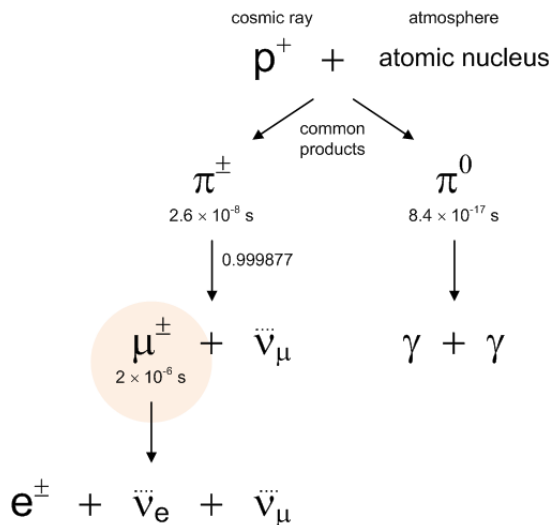 cosmic ray atmosphere
p⁺ + atomic nucleus
common
products
π± π⁰
2.6 × 10⁻⁸ s 8.4 × 10⁻¹⁷ s
0.999877
μ± + ν̅μ γ + γ
2 × 10⁻⁶ s
e± + ν̅e + ν̅μ